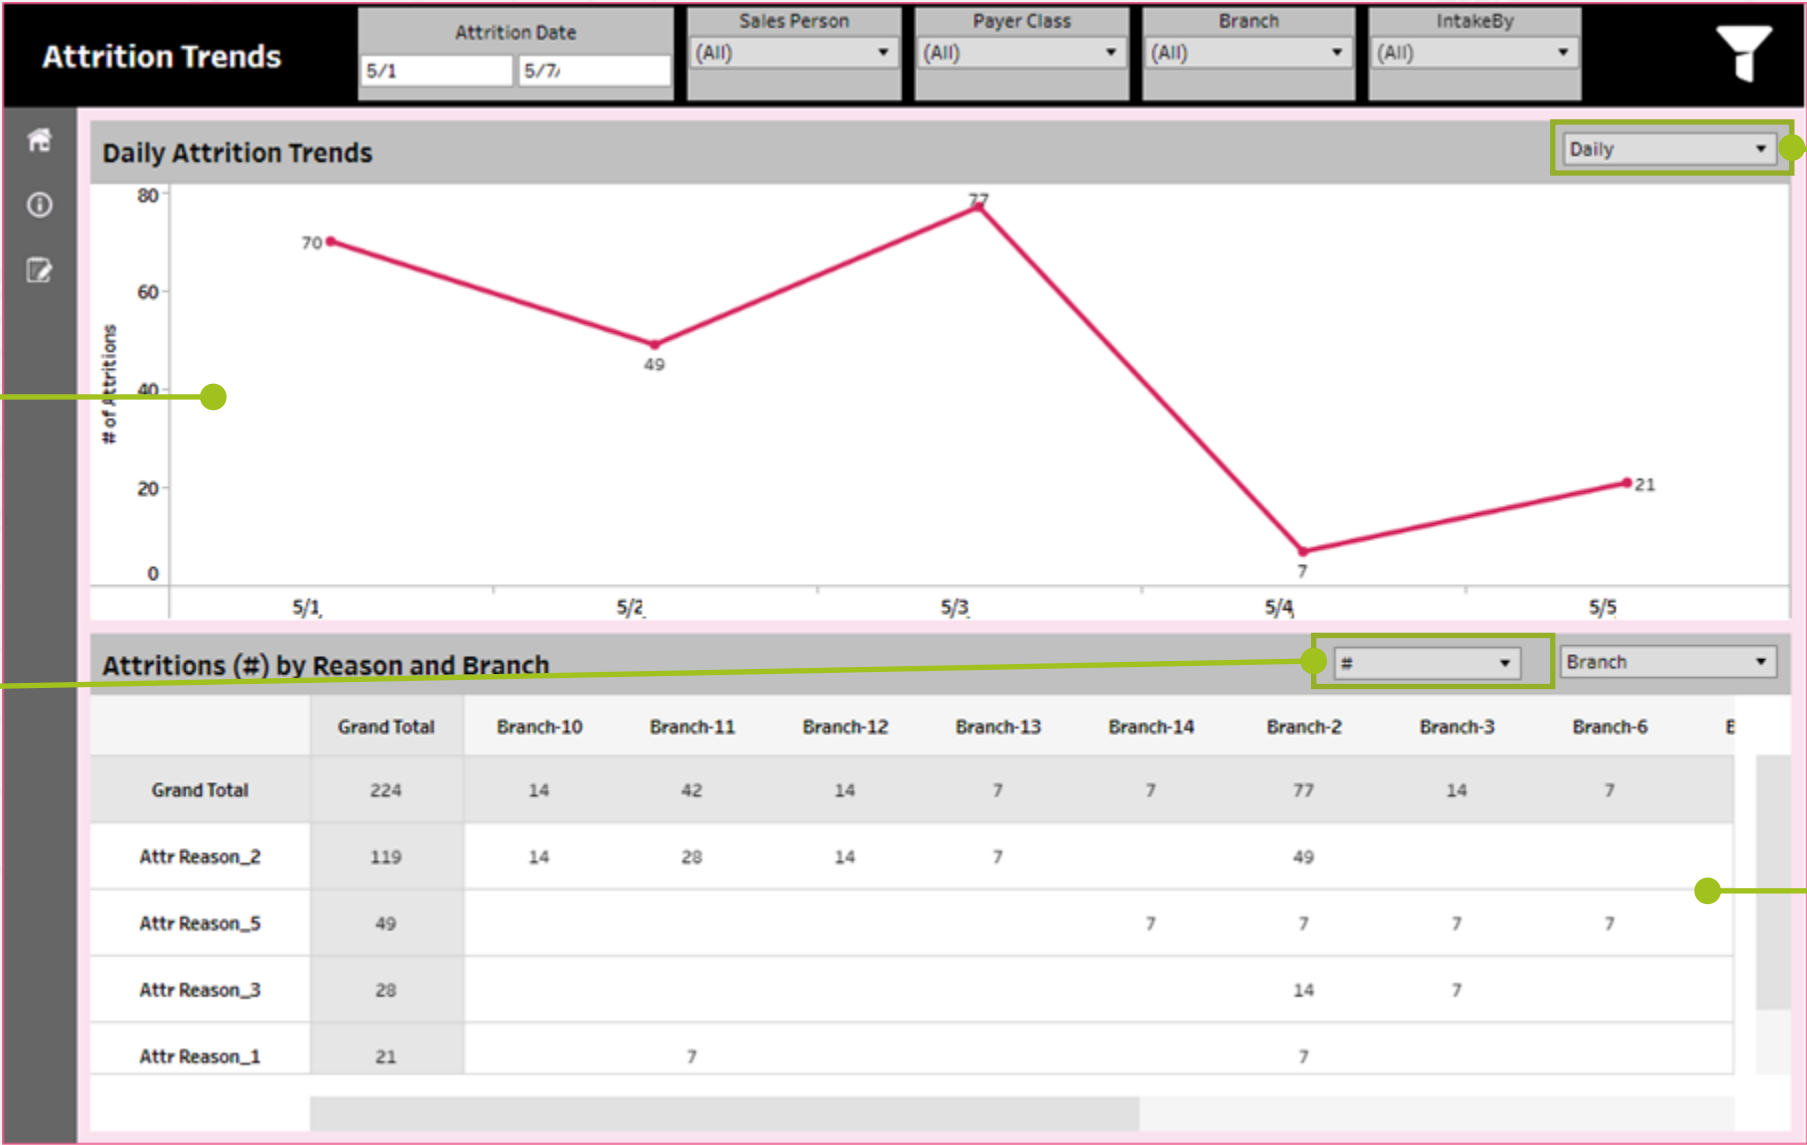 Attrition Trends
Attrition Date
5/1
5/7/
Sales Person
(All)
Payer Class
(All)
Branch
(All)
IntakeBy
(All)
Daily Attrition Trends
Daily
# of Attritions
80
60
40
20
0
70
49
77
7
21
5/1
5/2
5/3
5/4
5/5
Attritions (#) by Reason and Branch
#
Branch
Grand Total Branch-10 Branch-11 Branch-12 Branch-13 Branch-14 Branch-2 Branch-3 Branch-6
Grand Total 224 14 42 14 7 7 77 14 7
Attr Reason_2 119 14 28 14 7 49
Attr Reason_5 49 7 7 7 7
Attr Reason_3 28 14 7
Attr Reason_1 21 7 7